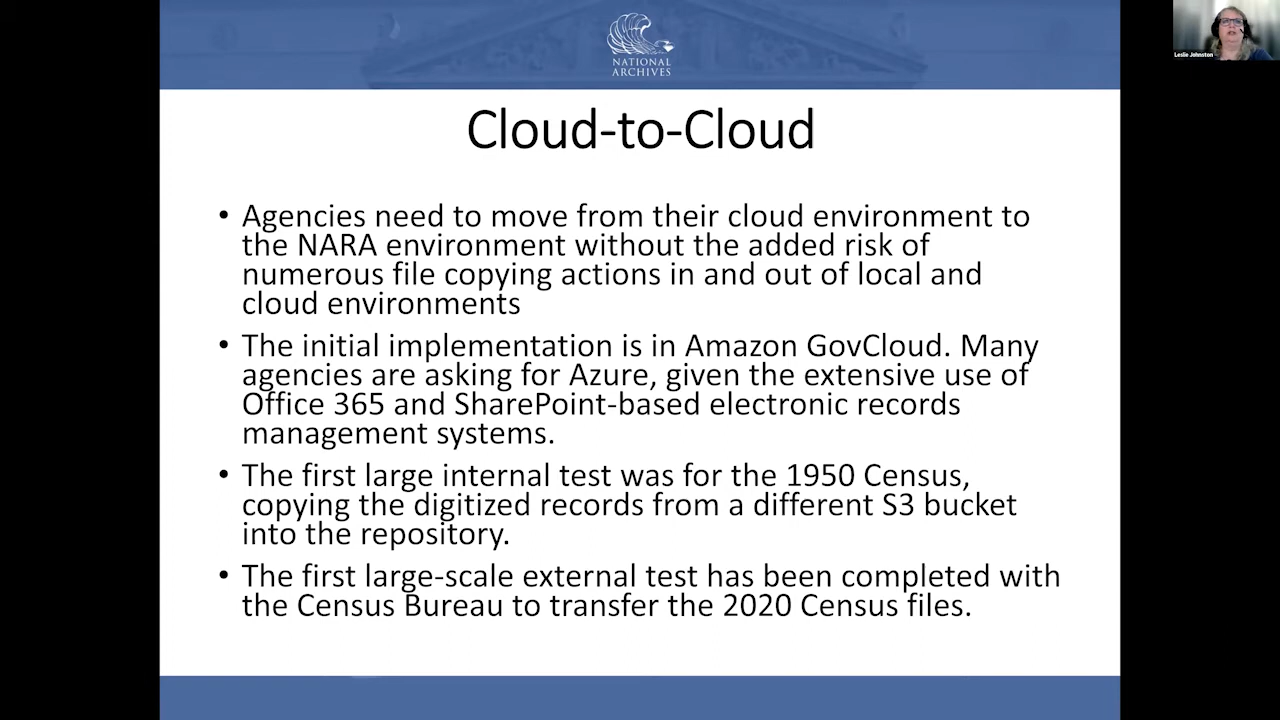 NATIONAL
ARCHIVES
Leslie Johnston
Cloud-to-Cloud
• Agencies need to move from their cloud environment to
the NARA environment without the added risk of
numerous file copying actions in and out of local and
cloud environments
• The initial implementation is in Amazon GovCloud. Many
agencies are asking for Azure, given the extensive use of
Office 365 and SharePoint-based electronic records
management systems.
• The first large internal test was for the 1950 Census,
copying the digitized records from a different S3 bucket
into the repository.
• The first large-scale external test has been completed with
the Census Bureau to transfer the 2020 Census files.